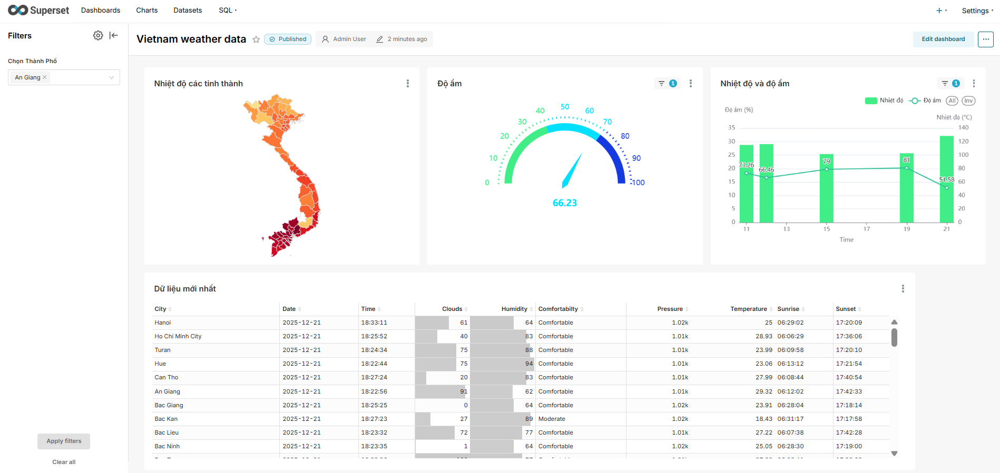 Superset Dashboards Charts Datasets SQL Settings
Filters
Chọn Thành Phố
An Giang
Apply filters
Clear all
Vietnam weather data Published Admin User 2 minutes ago Edit dashboard
Nhiệt độ các tỉnh thành
Độ ẩm 1
0
10
20
30
40
50
60
70
80
90
100
66.23
Nhiệt độ và độ ẩm 1
Nhiệt độ Độ ẩm All Inv
Độ ẩm (%)
Nhiệt độ (°C)
35 140
30 120
25 100
20 80
15 60
10 40
5 20
0 0
73.26 66.46 79 81 51.58
11 13 15 17 19 21
Time
Dữ liệu mới nhất
City Date Time Clouds Humidity Comfortabilty Pressure Temperature Sunrise Sunset
Hanoi 2025-12-21 18:33:11 61 64 Comfortable 1.02k 25 06:29:02 17:20:09
Ho Chi Minh City 2025-12-21 18:25:52 40 83 Comfortable 1.01k 28.93 06:06:29 17:36:06
Turan 2025-12-21 18:24:34 75 88 Comfortable 1.01k 23.99 06:09:58 17:20:10
Hue 2025-12-21 18:22:44 75 94 Comfortable 1.01k 23.06 06:13:12 17:21:54
Can Tho 2025-12-21 18:27:24 20 83 Comfortable 1.01k 27.99 06:08:44 17:40:54
An Giang 2025-12-21 18:22:56 91 62 Comfortable 1.01k 29.32 06:12:02 17:42:33
Bac Giang 2025-12-21 18:25:25 0 64 Comfortable 1.02k 23.91 06:28:04 17:18:14
Bac Kan 2025-12-21 18:27:23 27 89 Moderate 1.02k 18.43 06:31:17 17:17:58
Bac Lieu 2025-12-21 18:23:32 72 77 Comfortable 1.01k 27.22 06:07:38 17:42:28
Bac Ninh 2025-12-21 18:23:35 1 64 Comfortable 1.02k 25.05 06:28:30 17:19:00